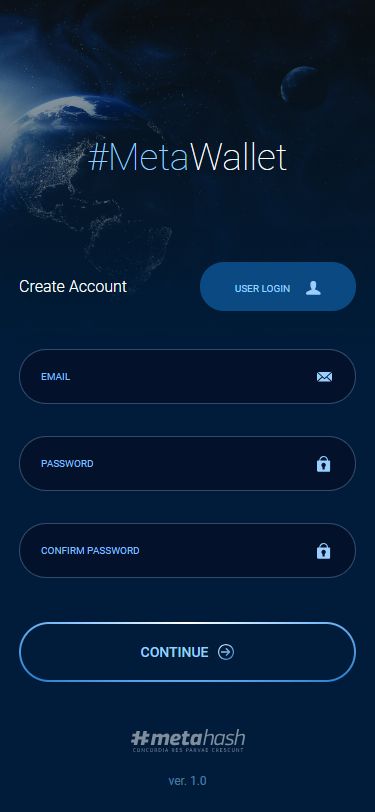 #MetaWallet
Create Account
USER LOGIN
EMAIL
PASSWORD
CONFIRM PASSWORD
CONTINUE
#metahash
CONCORDIA RES PARVAE CRESCUNT
ver. 1.0